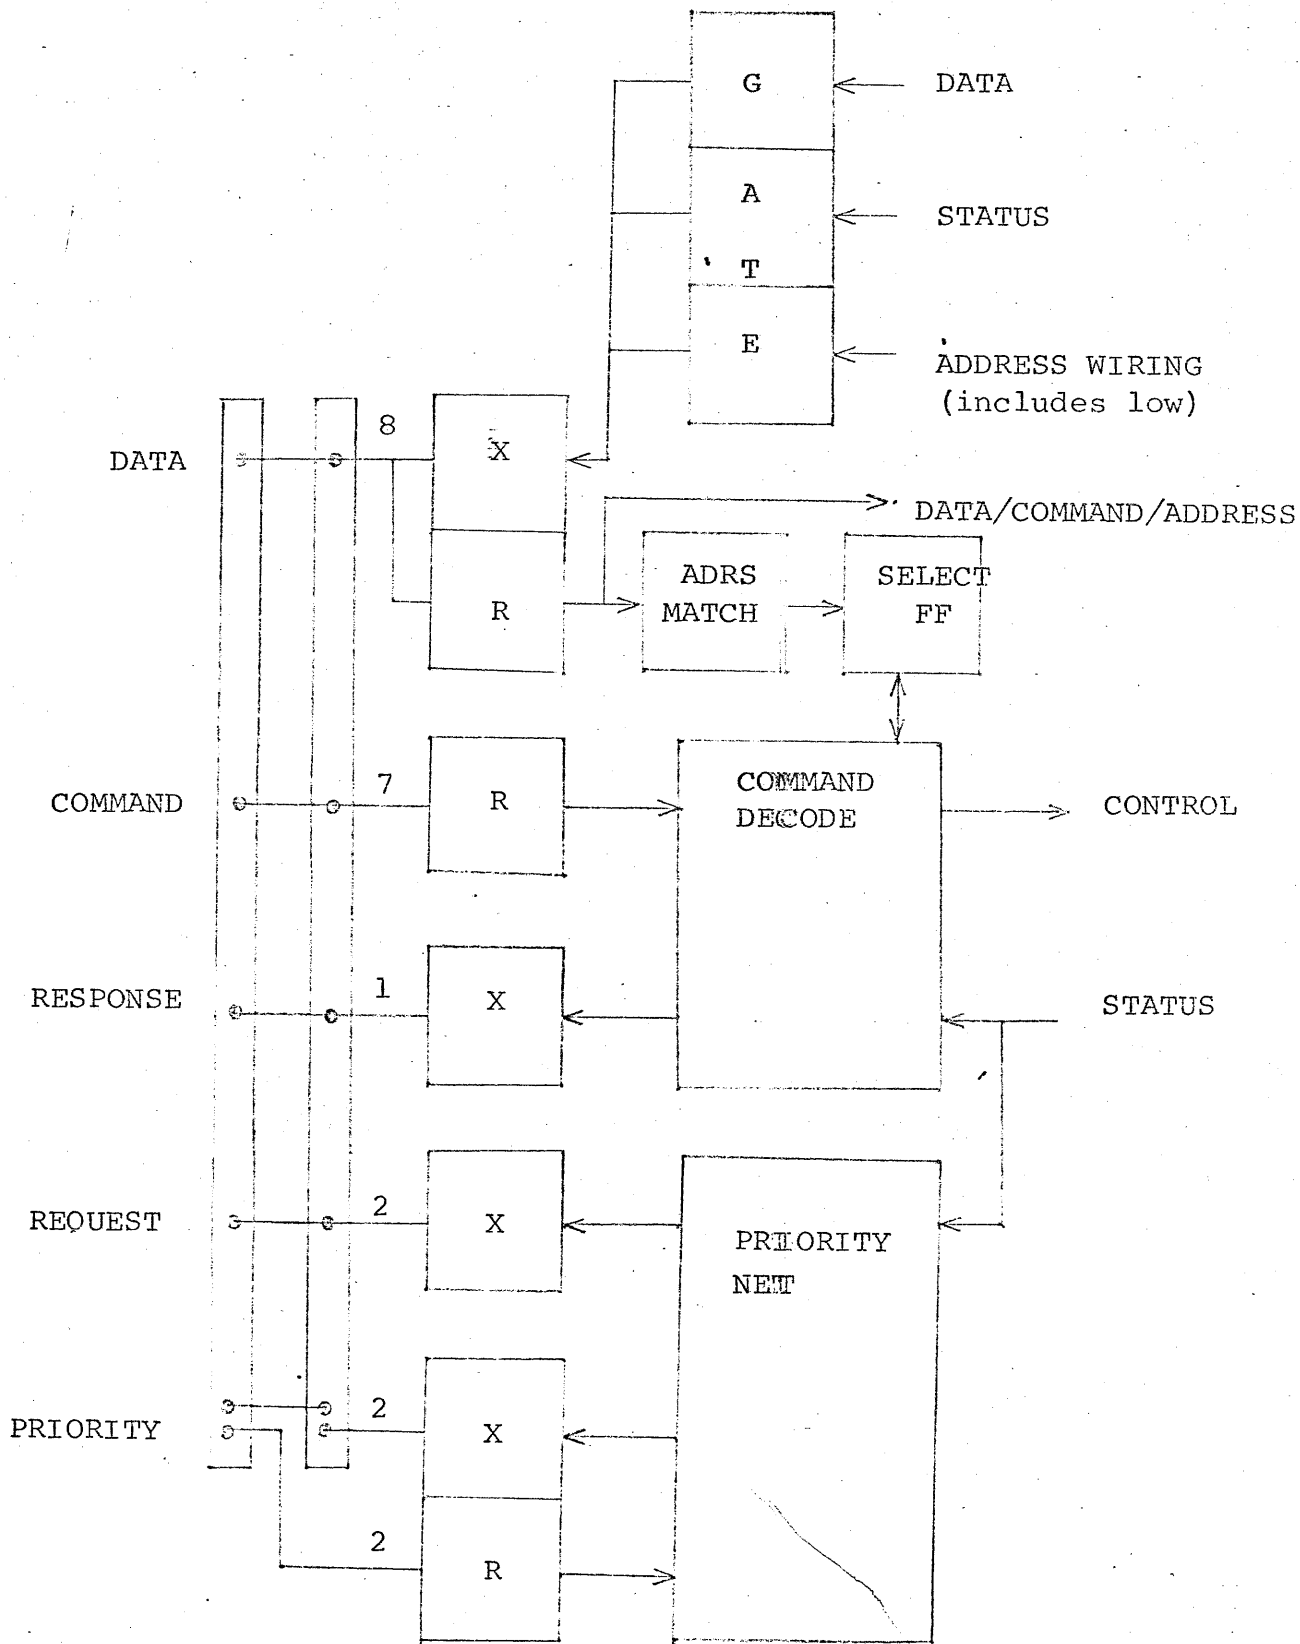 G
DATA
A
STATUS
T
E
ADDRESS WIRING
(includes low)
8
DATA
X
DATA/COMMAND/ADDRESS
ADRS
MATCH
SELECT
FF
R
7
COMMAND
R
COMMAND
DECODE
CONTROL
1
RESPONSE
X
STATUS
2
REQUEST
X
PRIORITY
NET
2
PRIORITY
X
2
R